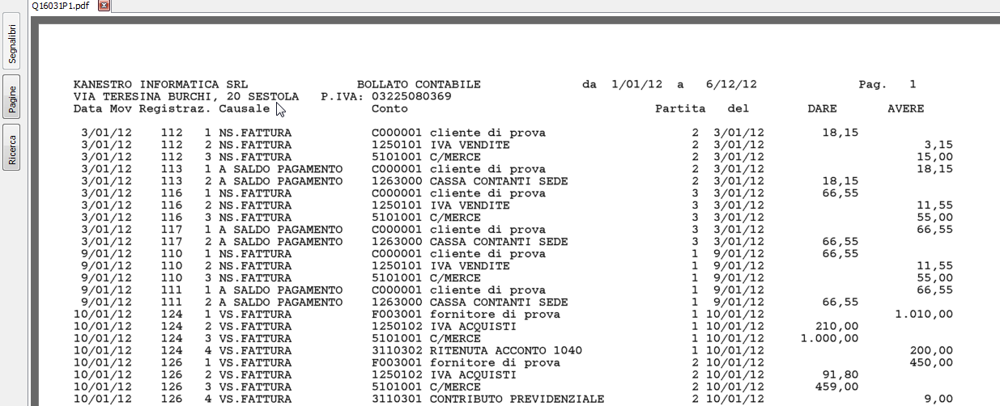 Q16031P1.pdf
Segnalibri
Pagine
Ricerca
KANESTRO INFORMATICA SRL BOLLATO CONTABILE da 1/01/12 a 6/12/12 Pag. 1
VIA TERESINA BURCHI, 20 SESTOLA P.IVA: 03225080369
Data Mov Registraz. Causale Conto Partita del DARE AVERE
3/01/12 112 1 NS.FATTURA C000001 cliente di prova 2 3/01/12 18,15
3/01/12 112 2 NS.FATTURA 1250101 IVA VENDITE 2 3/01/12 3,15
3/01/12 112 3 NS.FATTURA 5101001 C/MERCE 2 3/01/12 15,00
3/01/12 113 1 A SALDO PAGAMENTO C000001 cliente di prova 2 3/01/12 18,15
3/01/12 113 2 A SALDO PAGAMENTO 1263000 CASSA CONTANTI SEDE 2 3/01/12 18,15
3/01/12 116 1 NS.FATTURA C000001 cliente di prova 3 3/01/12 66,55
3/01/12 116 2 NS.FATTURA 1250101 IVA VENDITE 3 3/01/12 11,55
3/01/12 116 3 NS.FATTURA 5101001 C/MERCE 3 3/01/12 55,00
3/01/12 117 1 A SALDO PAGAMENTO C000001 cliente di prova 3 3/01/12 66,55
3/01/12 117 2 A SALDO PAGAMENTO 1263000 CASSA CONTANTI SEDE 3 3/01/12 66,55
9/01/12 110 1 NS.FATTURA C000001 cliente di prova 1 9/01/12 66,55
9/01/12 110 2 NS.FATTURA 1250101 IVA VENDITE 1 9/01/12 11,55
9/01/12 110 3 NS.FATTURA 5101001 C/MERCE 1 9/01/12 55,00
9/01/12 111 1 A SALDO PAGAMENTO C000001 cliente di prova 1 9/01/12 66,55
9/01/12 111 2 A SALDO PAGAMENTO 1263000 CASSA CONTANTI SEDE 1 9/01/12 66,55
10/01/12 124 1 VS.FATTURA F003001 fornitore di prova 1 10/01/12 1.010,00
10/01/12 124 2 VS.FATTURA 1250102 IVA ACQUISTI 1 10/01/12 210,00
10/01/12 124 3 VS.FATTURA 5101001 C/MERCE 1 10/01/12 1.000,00
10/01/12 124 4 VS.FATTURA 3110302 RITENUTA ACCONTO 1040 1 10/01/12 200,00
10/01/12 126 1 VS.FATTURA F003001 fornitore di prova 2 10/01/12 450,00
10/01/12 126 2 VS.FATTURA 1250102 IVA ACQUISTI 2 10/01/12 91,80
10/01/12 126 3 VS.FATTURA 5101001 C/MERCE 2 10/01/12 459,00
10/01/12 126 4 VS.FATTURA 3110301 CONTRIBUTO PREVIDENZIALE 2 10/01/12 9,00